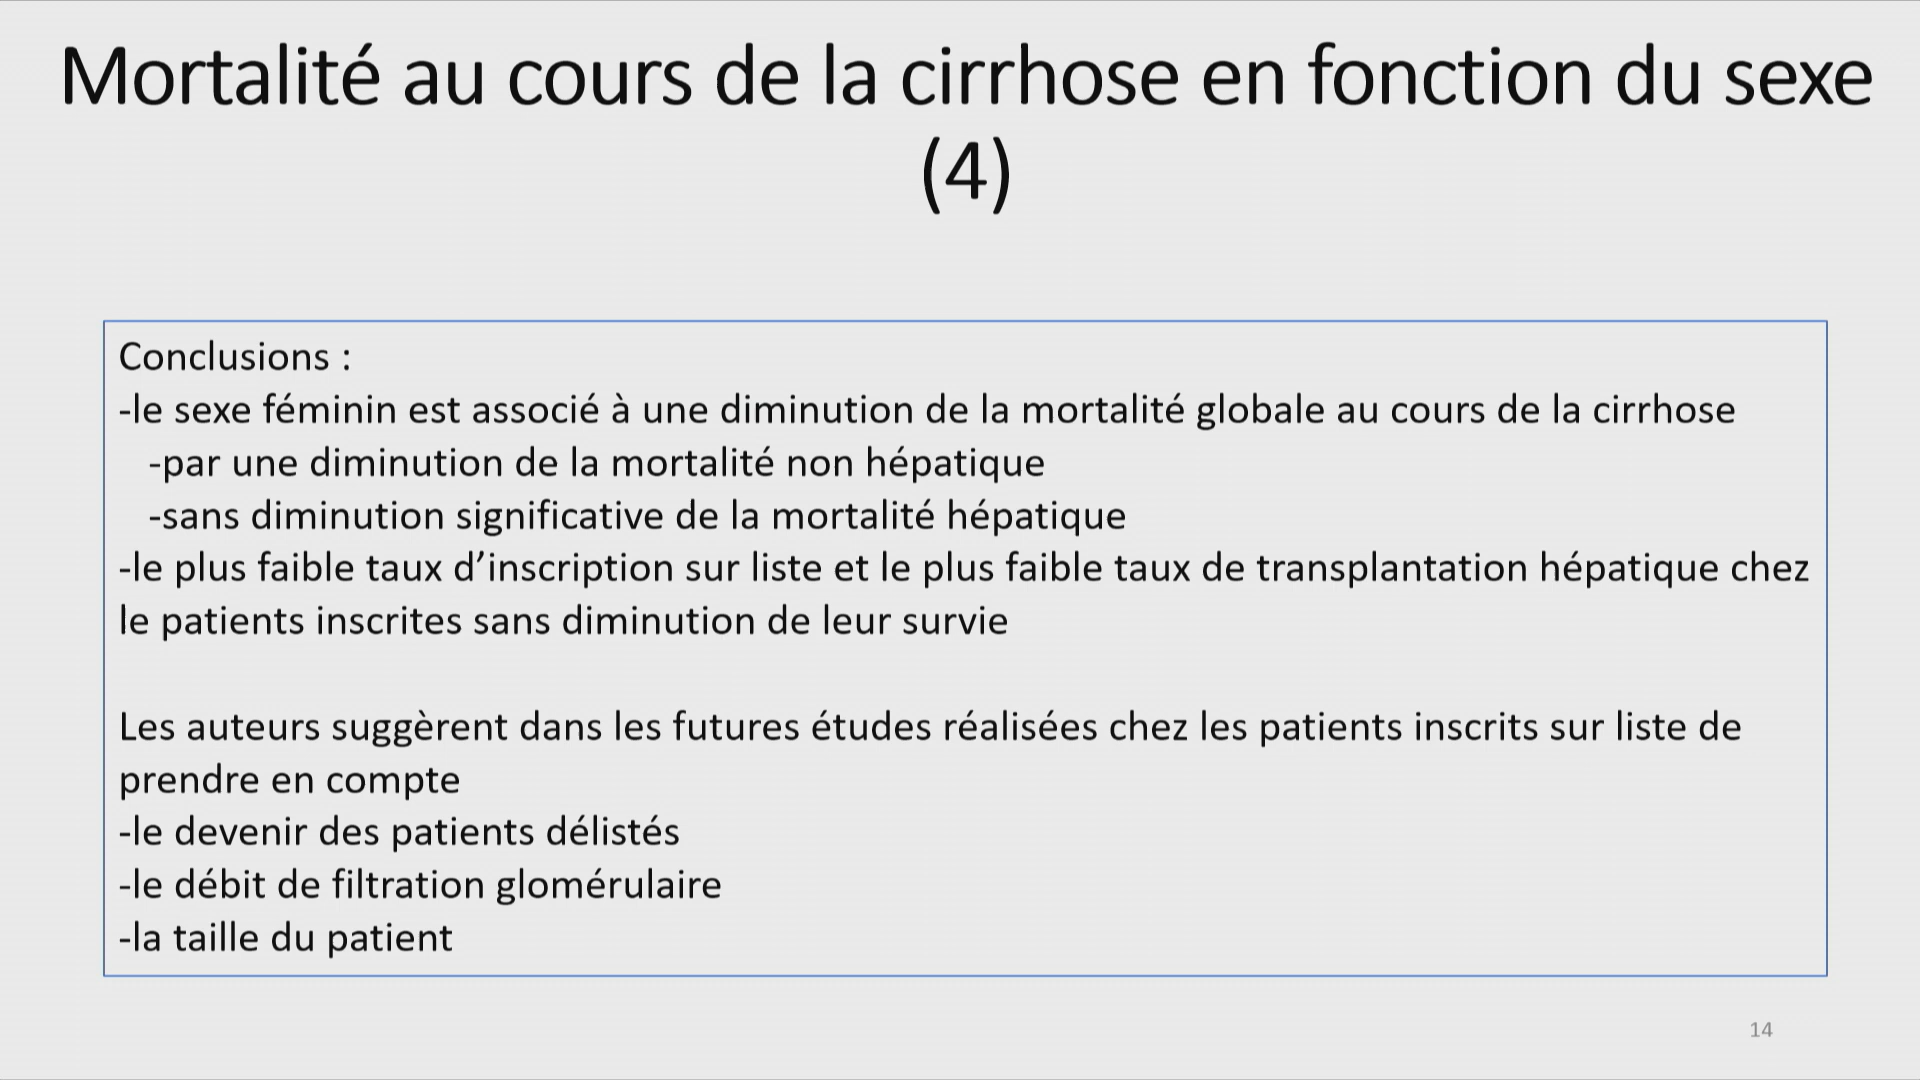 Mortalité au cours de la cirrhose en fonction du sexe
(4)
Conclusions :
-le sexe féminin est associé à une diminution de la mortalité globale au cours de la cirrhose
-par une diminution de la mortalité non hépatique
-sans diminution significative de la mortalité hépatique
-le plus faible taux d’inscription sur liste et le plus faible taux de transplantation hépatique chez
le patients inscrites sans diminution de leur survie
Les auteurs suggèrent dans les futures études réalisées chez les patients inscrits sur liste de
prendre en compte
-le devenir des patients délistés
-le débit de filtration glomérulaire
-la taille du patient
14